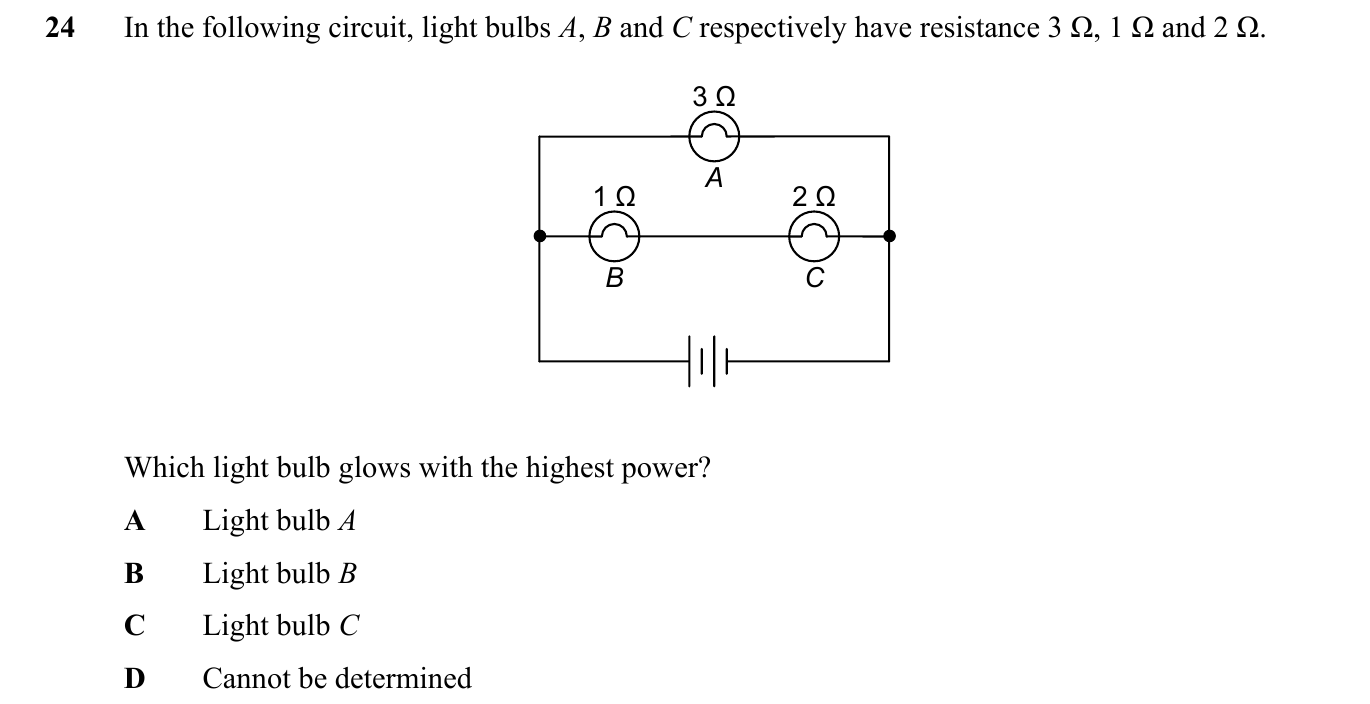 24 In the following circuit, light bulbs A, B and C respectively have resistance 3 Ω, 1 Ω and 2 Ω.
3 Ω
A
1 Ω
2 Ω
B
C
Which light bulb glows with the highest power?
A Light bulb A
B Light bulb B
C Light bulb C
D Cannot be determined